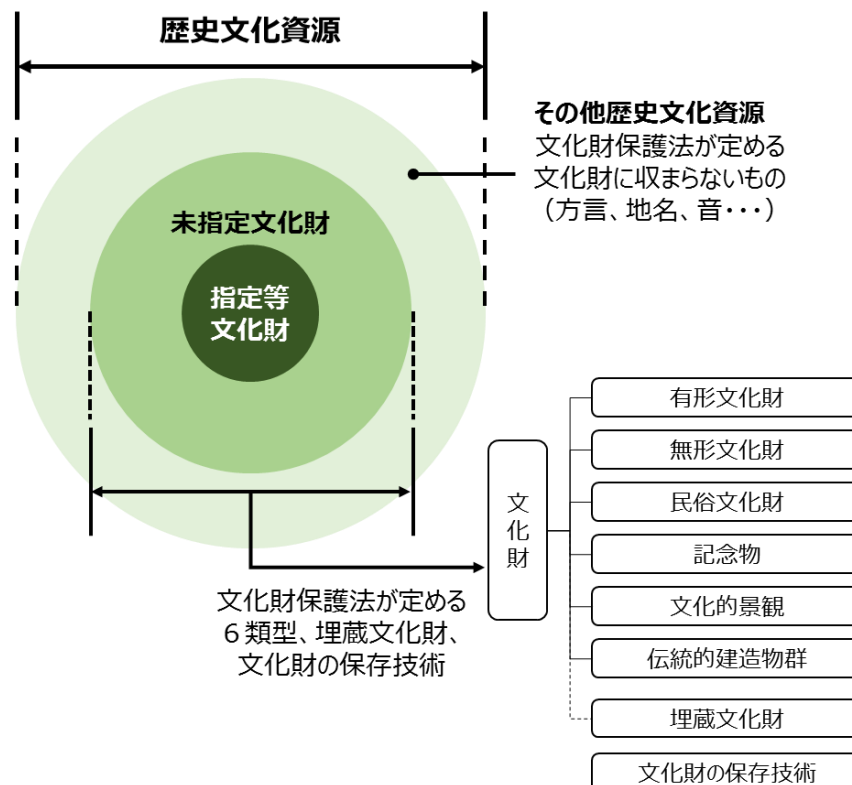 歴史文化資源
その他歴史文化資源
文化財保護法が定める
文化財に収まらないもの
（方言、地名、音･･･）
未指定文化財
指定等
文化財
文化財保護法が定める
６類型、埋蔵文化財、
文化財の保存技術
文化財
有形文化財
無形文化財
民俗文化財
記念物
文化的景観
伝統的建造物群
埋蔵文化財
文化財の保存技術